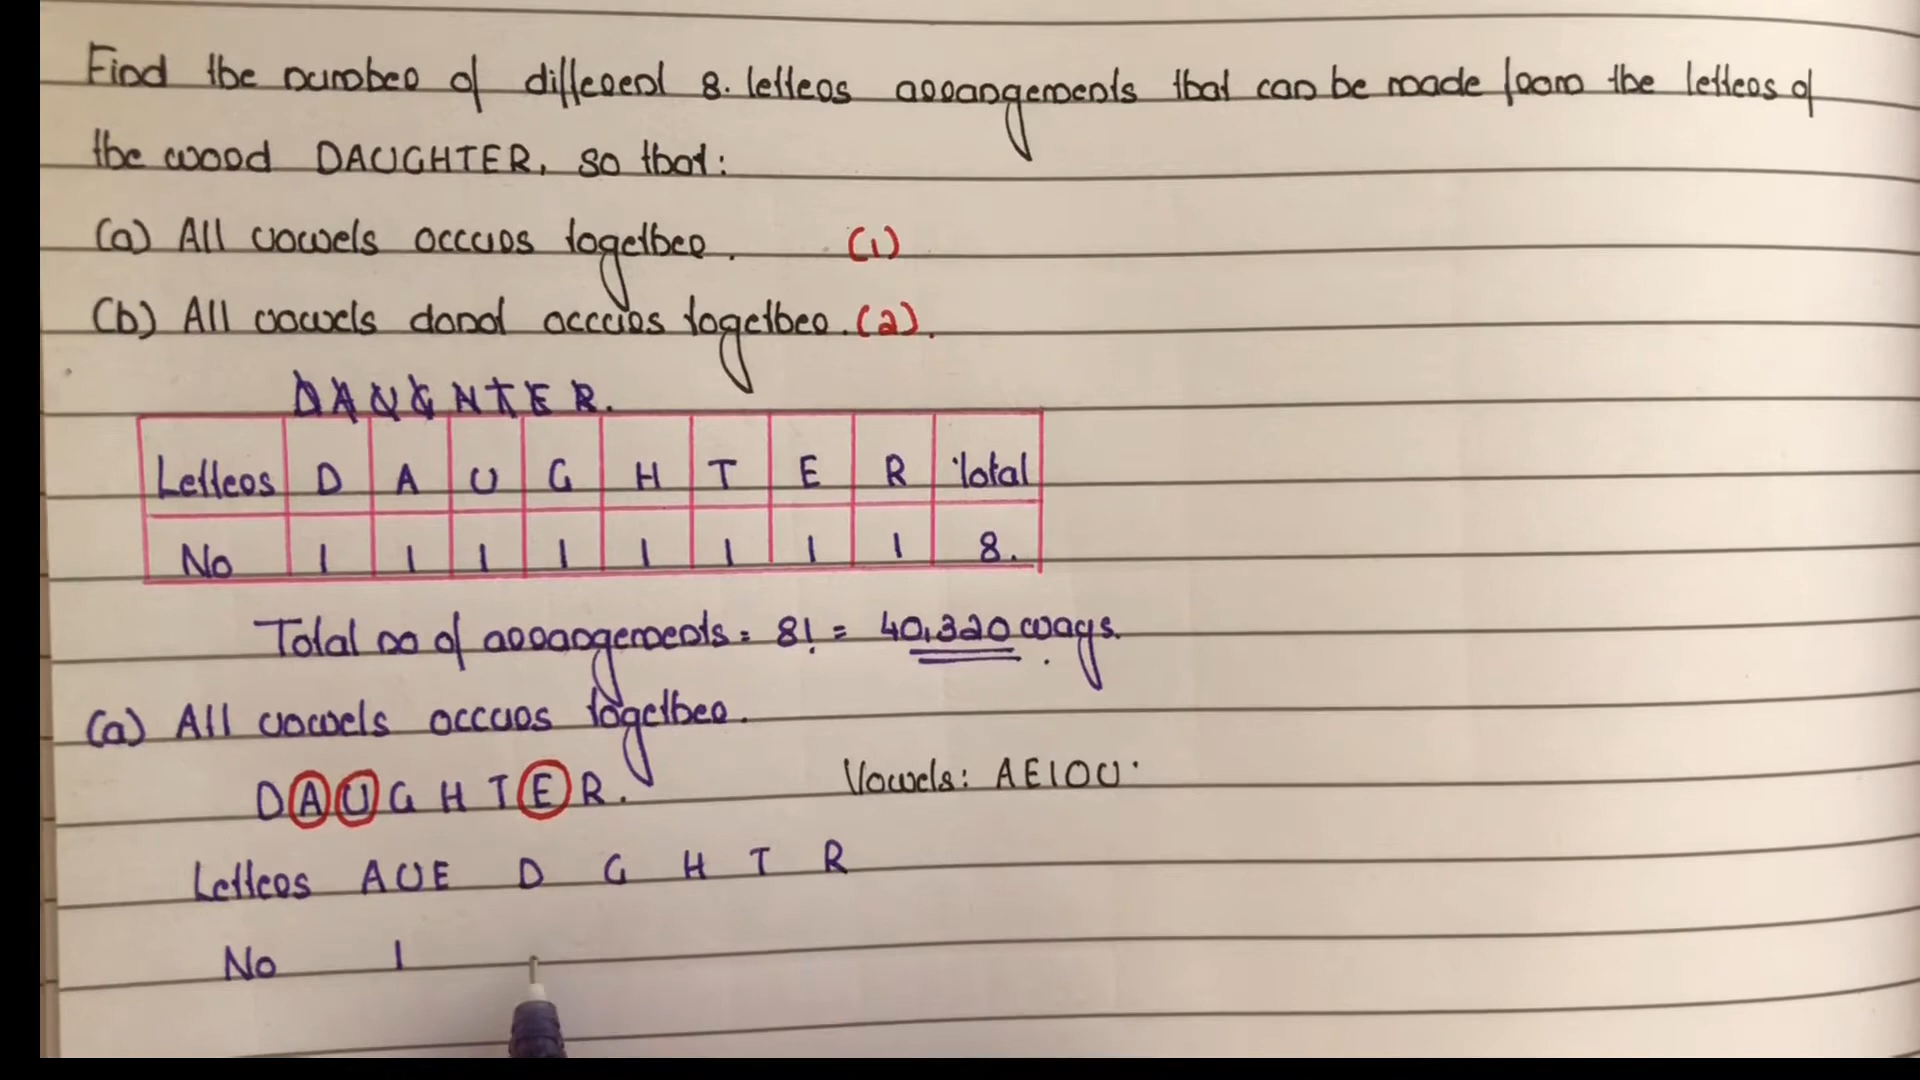 Find the number of different 8. letters arrangements that can be made from the letters of
the word DAUGHTER, so that:
(a) All vowels occurs together. (1)
(b) All vowels donot occurs together. (2).
DAUGHTER.
Letters D A U G H T E R Total
No 1 1 1 1 1 1 1 1 8.
Total no of arrangements = 8! = 40,320 ways.
(a) All vowels occurs together.
DAUGHTER. Vowels: AEIOU.
Letters AUE D G H T R
No 1